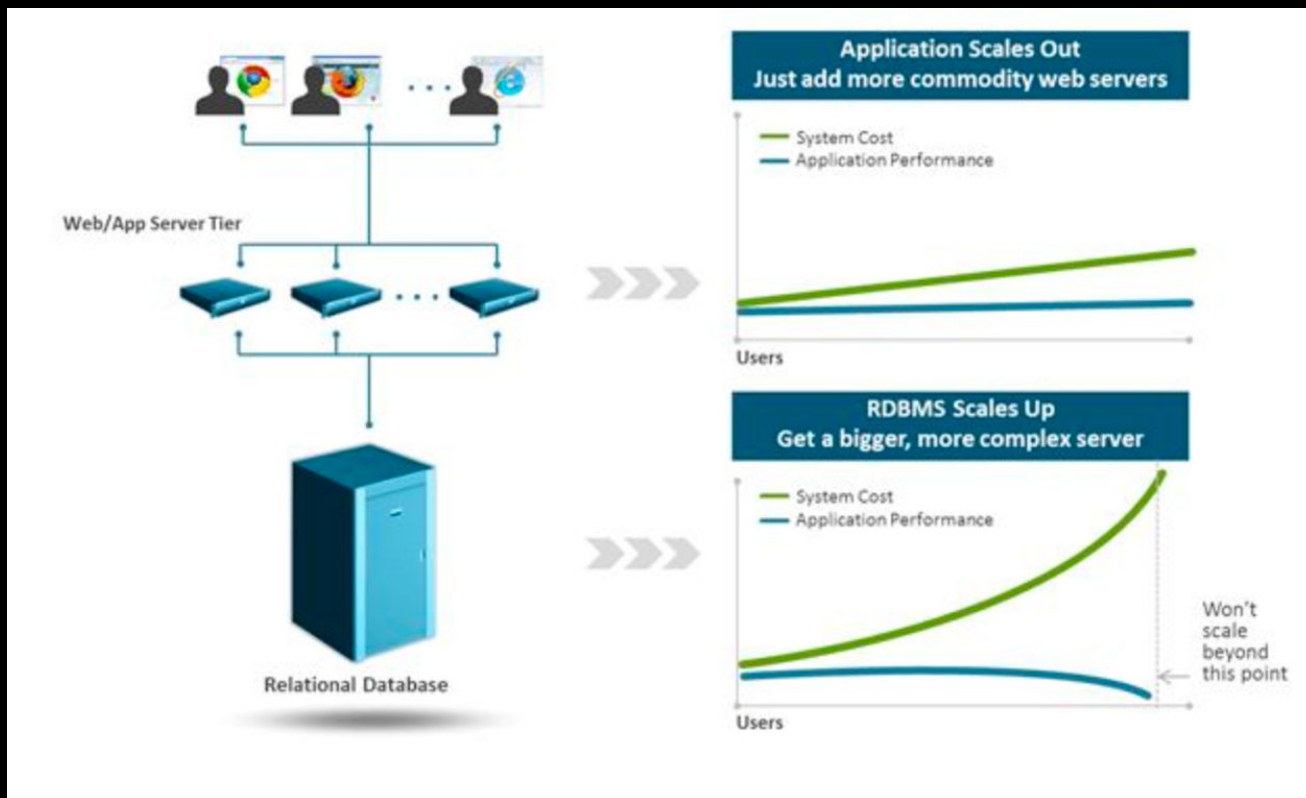 Application Scales Out
Just add more commodity web servers
System Cost
Application Performance
Web/App Server Tier
Users
RDBMS Scales Up
Get a bigger, more complex server
System Cost
Application Performance
Won't
scale
beyond
this point
Relational Database
Users